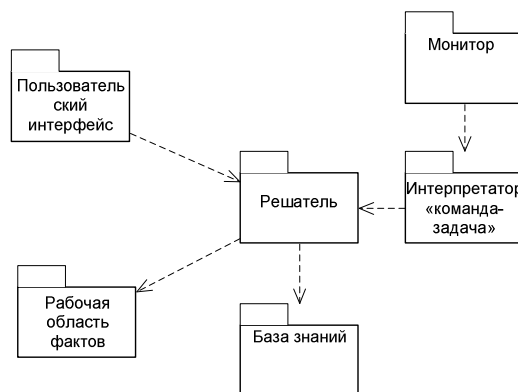 Монитор
Пользователь
ский
интерфейс
Интерпретатор
«команда-
задача»
Решатель
Рабочая
область
фактов
База знаний